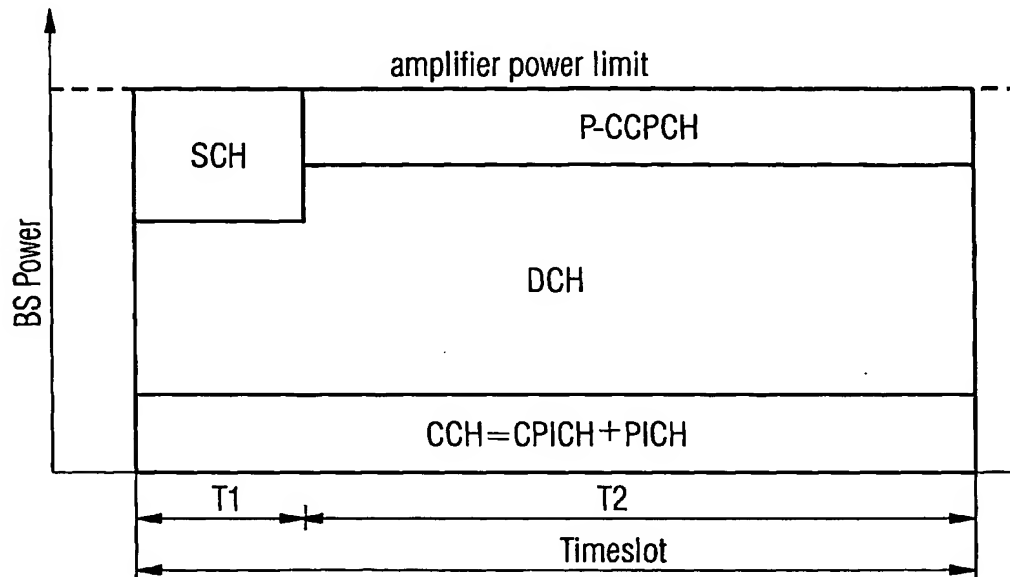 amplifier power limit
P-CCPCH
SCH
BS Power
DCH
CCH=CPICH+PICH
T1
T2
Timeslot